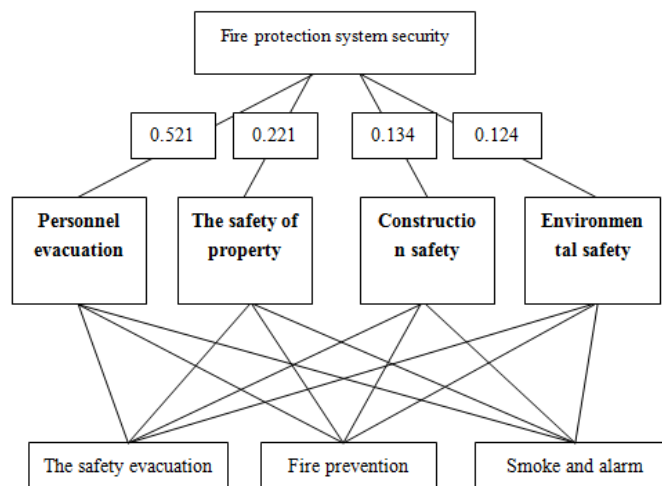 Fire protection system security
0.521
0.221
0.134
0.124
Personnel
evacuation
The safety of
property
Constructio
n safety
Environmen
tal safety
The safety evacuation
Fire prevention
Smoke and alarm